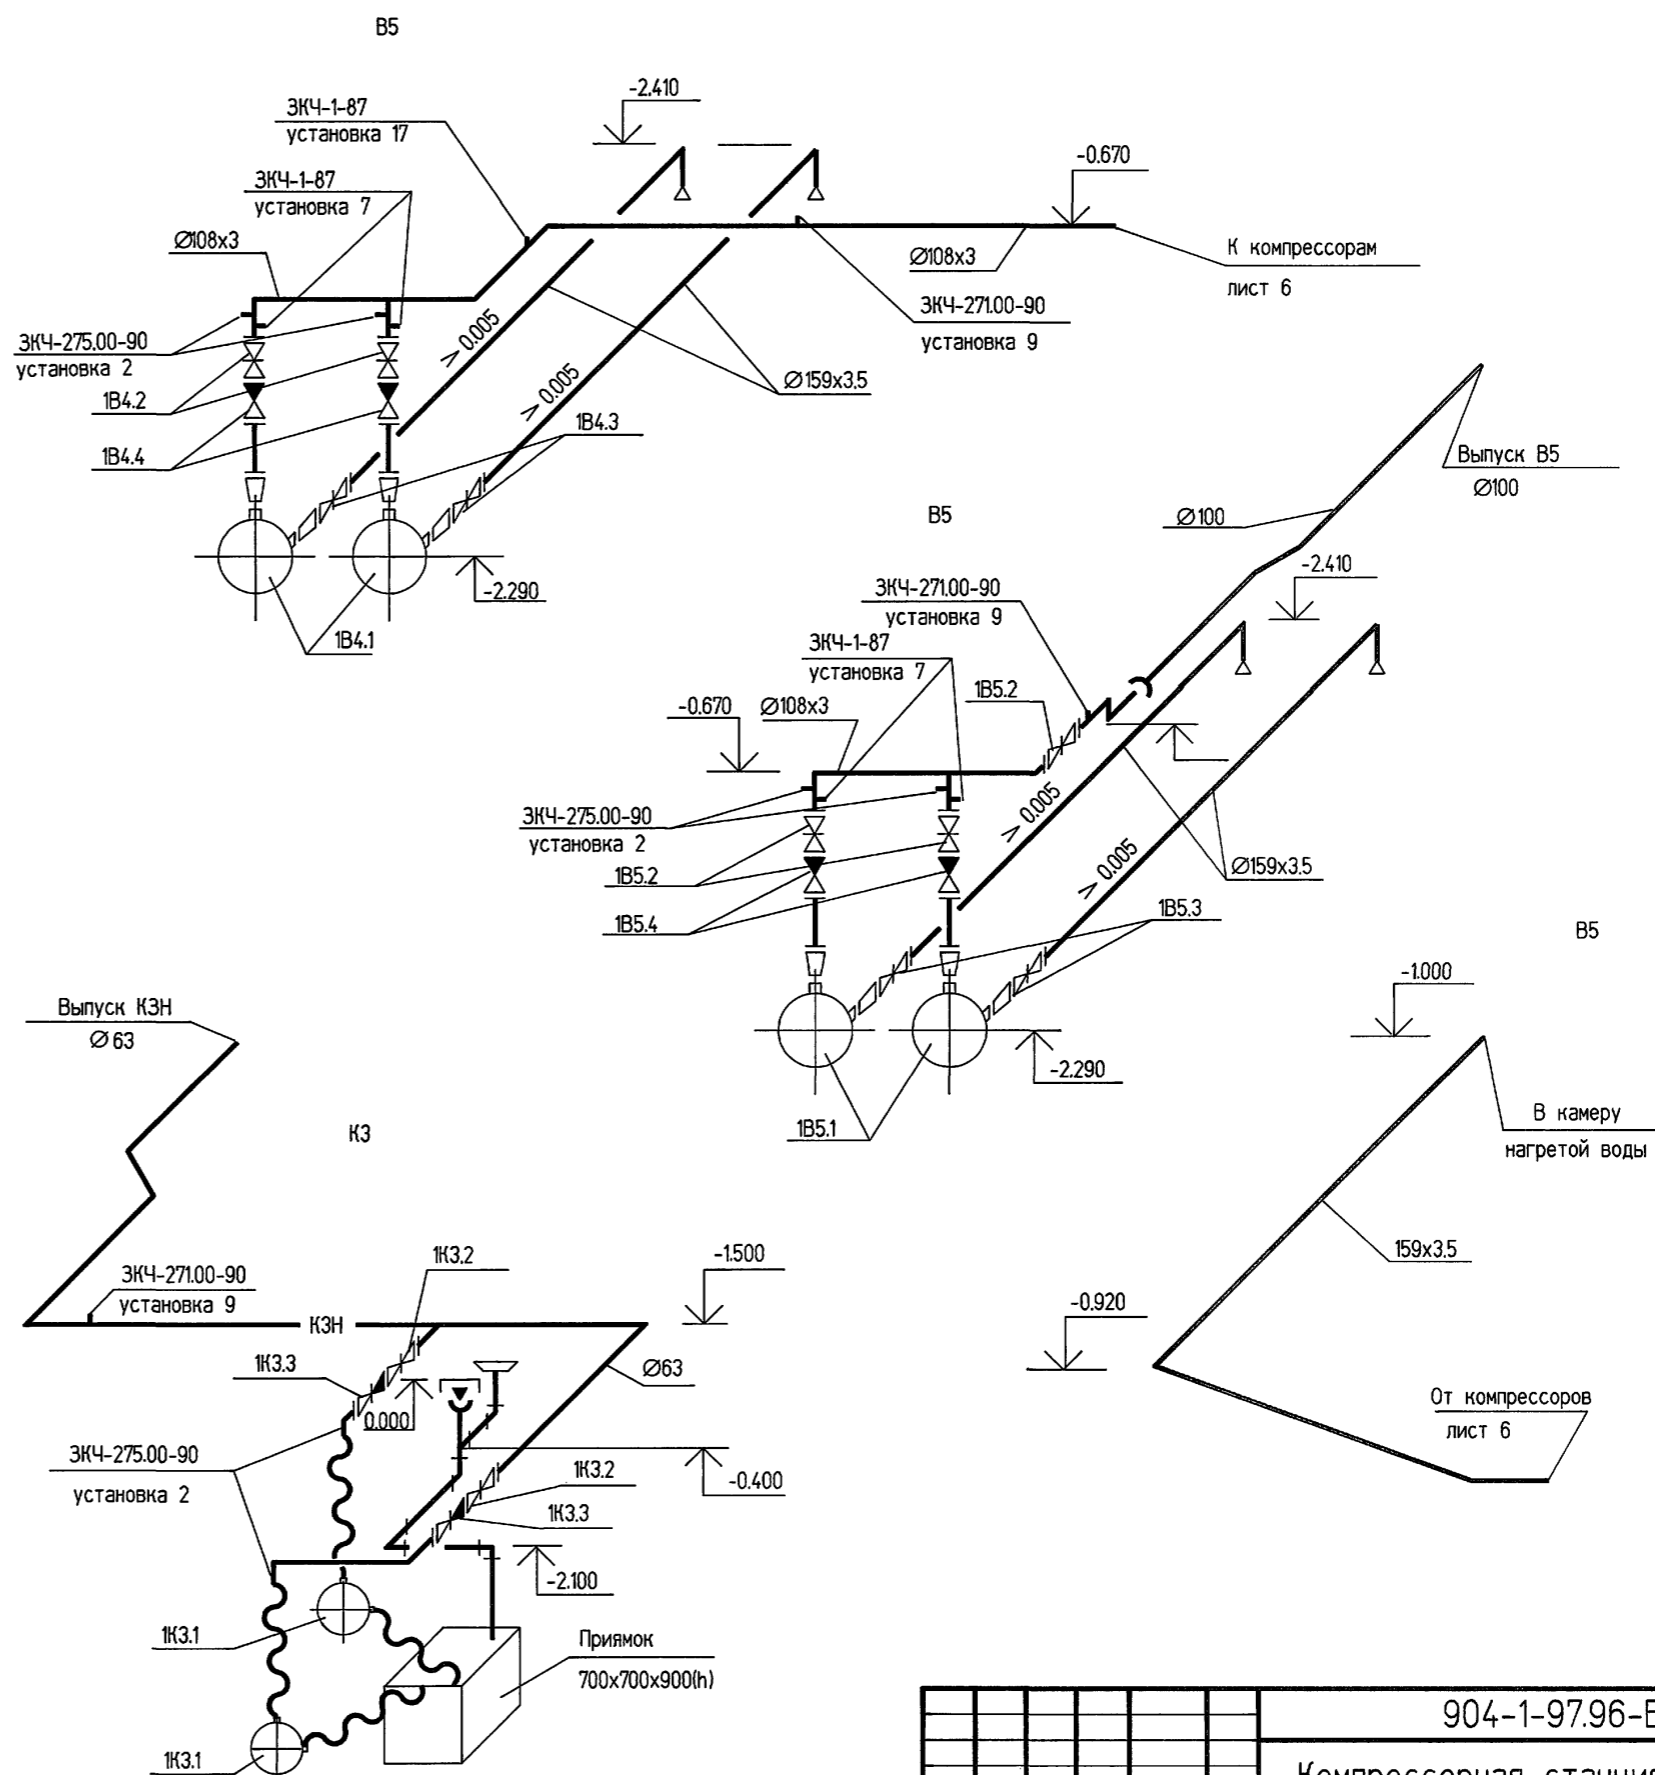 В5
-2.410
ЗКЧ-1-87
установка 17
-0.670
ЗКЧ-1-87
установка 7
Ø108х3
К компрессорам
лист 6
Ø108х3
ЗКЧ-271.00-90
установка 9
ЗКЧ-275.00-90
установка 2
> 0.005
> 0.005
Ø159х3.5
1В4.2
1В4.3
1В4.4
-2.290
1В4.1
Выпуск В5
Ø100
В5
Ø100
-2.410
ЗКЧ-271.00-90
установка 9
ЗКЧ-1-87
установка 7
1В5.2
-0.670
Ø108х3
ЗКЧ-275.00-90
установка 2
> 0.005
> 0.005
Ø159х3.5
1В5.2
1В5.3
1В5.4
-2.290
1В5.1
В5
-1.000
В камеру
нагретой воды
159х3.5
-0.920
От компрессоров
лист 6
Выпуск КЗН
Ø 63
К3
ЗКЧ-271.00-90
установка 9
1К3.2
-1.500
КЗН
1К3.3
Ø63
0.000
ЗКЧ-275.00-90
установка 2
-0.400
1К3.2
1К3.3
-2.100
1К3.1
Приямок
700х700х900(h)
1К3.1
904-1-97.96-В
Компрессорная станция